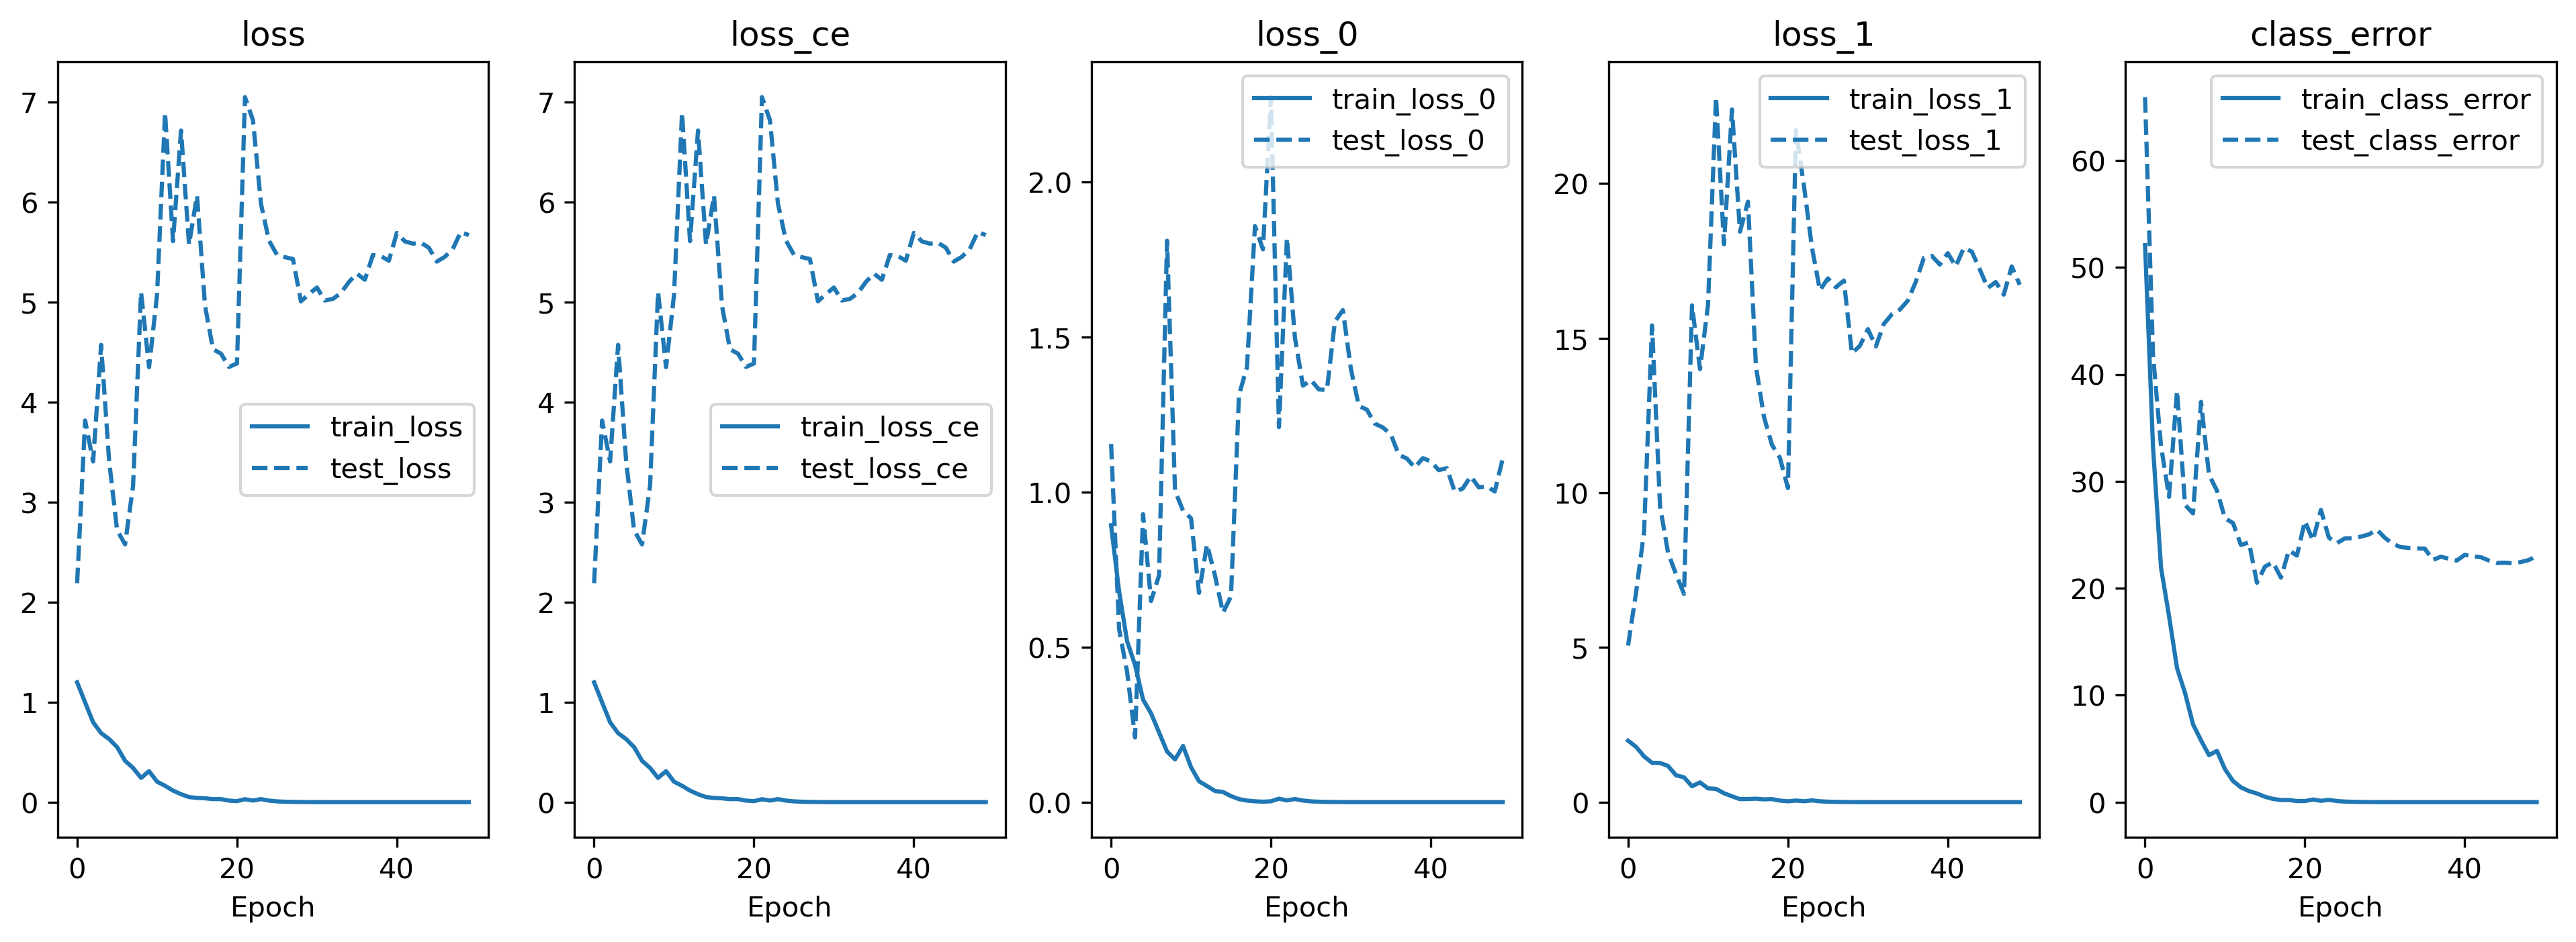 loss
7
6
5
4
3
2
1
0
train_loss
test_loss
0 20 40
Epoch
loss_ce
7
6
5
4
3
2
1
0
train_loss_ce
test_loss_ce
0 20 40
Epoch
loss_0
2.0
1.5
1.0
0.5
0.0
train_loss_0
test_loss_0
0 20 40
Epoch
loss_1
20
15
10
5
0
train_loss_1
test_loss_1
0 20 40
Epoch
class_error
60
50
40
30
20
10
0
train_class_error
test_class_error
0 20 40
Epoch